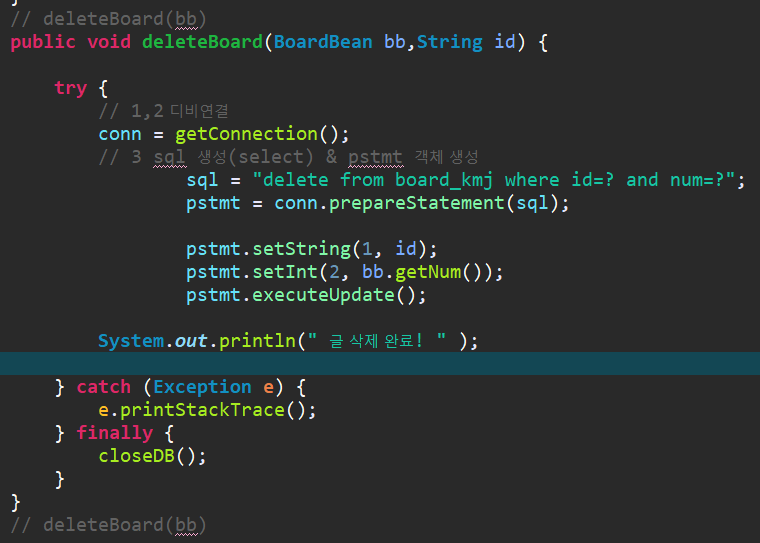 }
// deleteBoard(bb)
public void deleteBoard(BoardBean bb,String id) {
try {
// 1,2 디비연결
conn = getConnection();
// 3 sql 생성(select) & pstmt 객체 생성
sql = "delete from board_kmj where id=? and num=?";
pstmt = conn.prepareStatement(sql);
pstmt.setString(1, id);
pstmt.setInt(2, bb.getNum());
pstmt.executeUpdate();
System.out.println(" 글 삭제 완료! " );
} catch (Exception e) {
e.printStackTrace();
} finally {
closeDB();
}
}
// deleteBoard(bb)